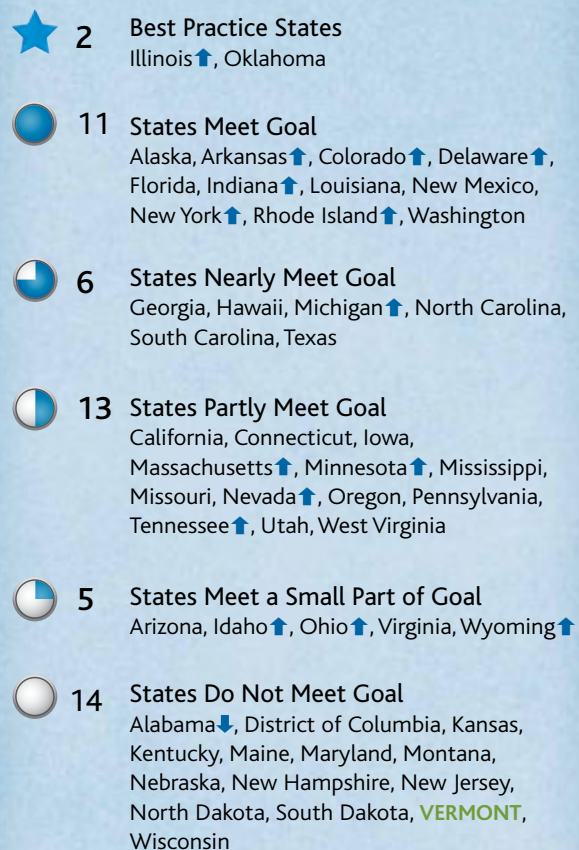 2 Best Practice States
Illinois⬆, Oklahoma
11 States Meet Goal
Alaska, Arkansas⬆, Colorado⬆, Delaware⬆,
Florida, Indiana⬆, Louisiana, New Mexico,
New York⬆, Rhode Island⬆, Washington
6 States Nearly Meet Goal
Georgia, Hawaii, Michigan⬆, North Carolina,
South Carolina, Texas
13 States Partly Meet Goal
California, Connecticut, Iowa,
Massachusetts⬆, Minnesota⬆, Mississippi,
Missouri, Nevada⬆, Oregon, Pennsylvania,
Tennessee⬆, Utah, West Virginia
5 States Meet a Small Part of Goal
Arizona, Idaho⬆, Ohio⬆, Virginia, Wyoming⬆
14 States Do Not Meet Goal
Alabama⬇, District of Columbia, Kansas,
Kentucky, Maine, Maryland, Montana,
Nebraska, New Hampshire, New Jersey,
North Dakota, South Dakota, VERMONT,
Wisconsin